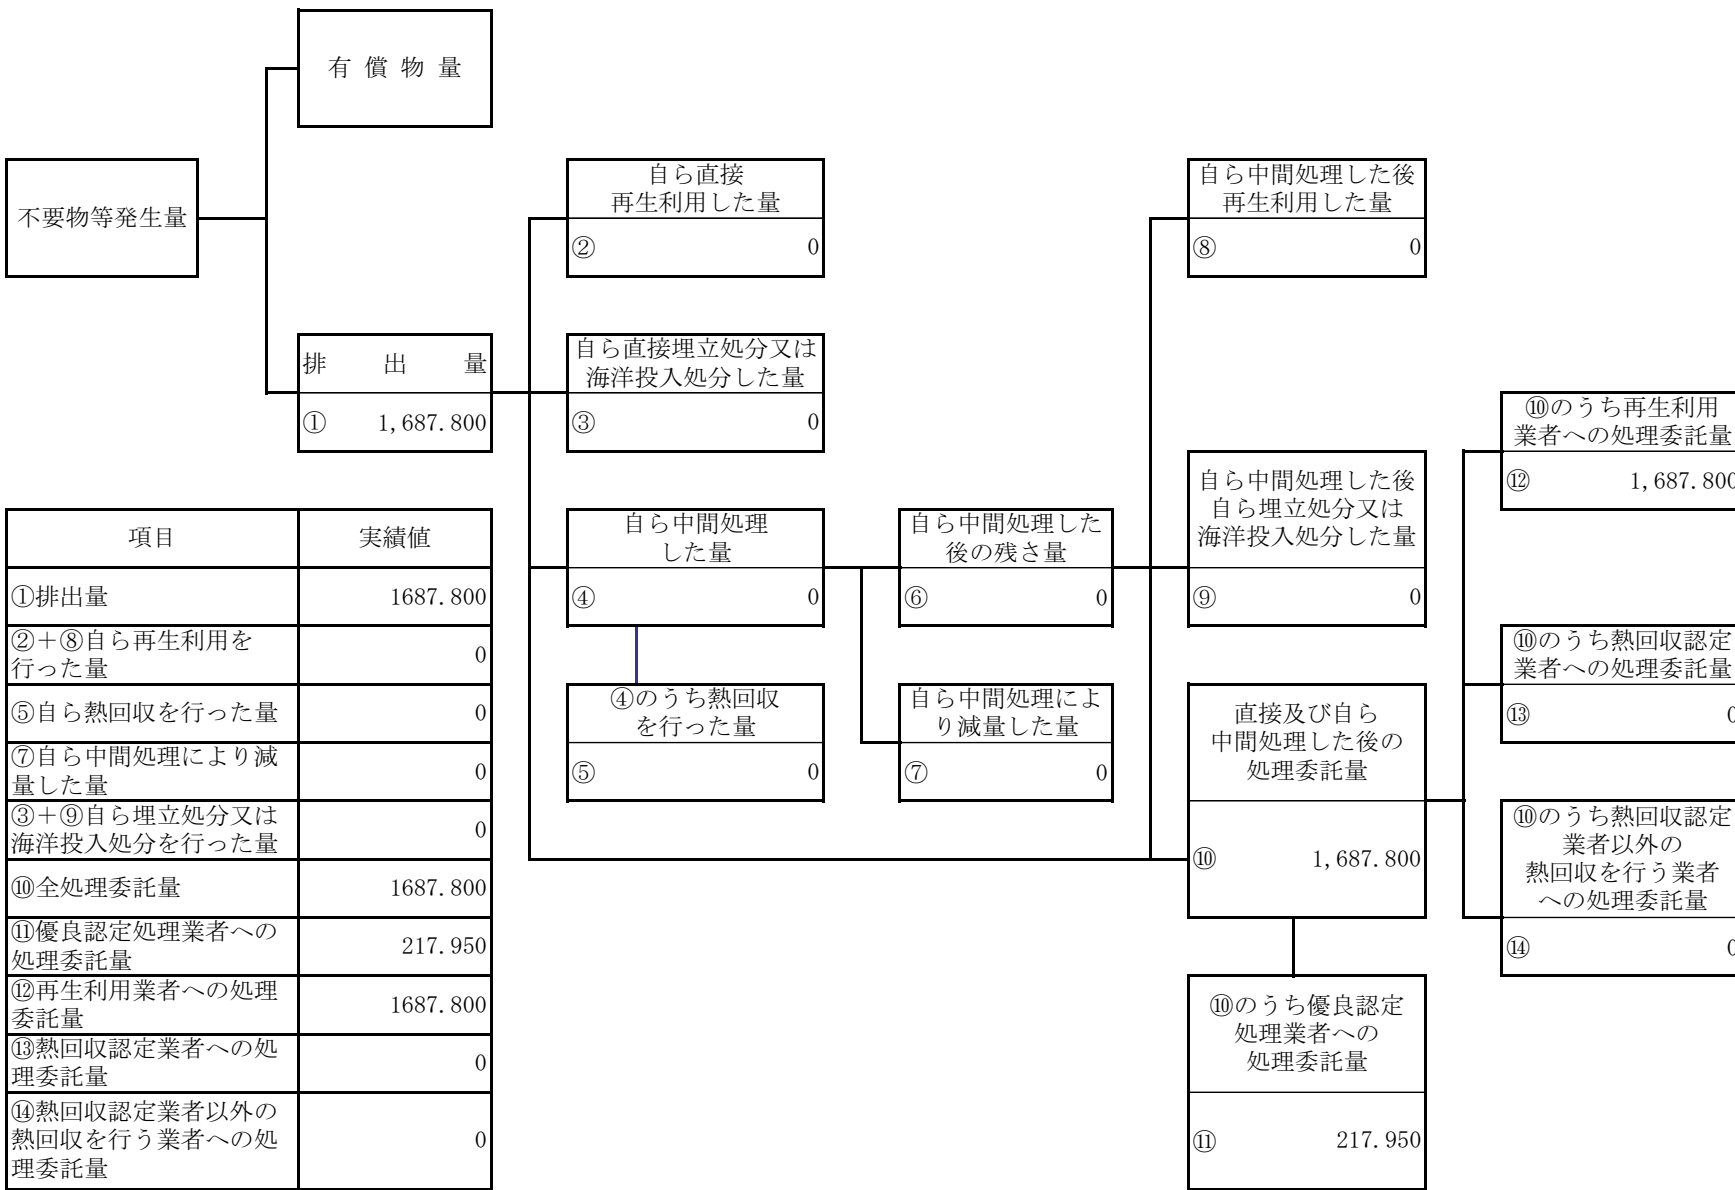 有 償 物 量
不要物等発生量
自ら直接
再生利用した量
② 0
自ら中間処理した後
再生利用した量
⑧ 0
排 出 量
① 1,687.800
自ら直接埋立処分又は
海洋投入処分した量
③ 0
⑩のうち再生利用
業者への処理委託量
⑫ 1,687.800
自ら中間処理した後
自ら埋立処分又は
海洋投入処分した量
⑨ 0
自ら中間処理
した量
④ 0
自ら中間処理した
後の残さ量
⑥ 0
⑩のうち熱回収認定
業者への処理委託量
⑬ 0
④のうち熱回収
を行った量
⑤ 0
自ら中間処理によ
り減量した量
⑦ 0
直接及び自ら
中間処理した後の
処理委託量
⑩ 1,687.800
⑩のうち熱回収認定
業者以外の
熱回収を行う業者
への処理委託量
⑭ 0
⑩のうち優良認定
処理業者への
処理委託量
⑪ 217.950
項目 実績値
①排出量 1687.800
②＋⑧自ら再生利用を
行った量 0
⑤自ら熱回収を行った量 0
⑦自ら中間処理により減
量した量 0
③＋⑨自ら埋立処分又は
海洋投入処分を行った量 0
⑩全処理委託量 1687.800
⑪優良認定処理業者への
処理委託量 217.950
⑫再生利用業者への処理
委託量 1687.800
⑬熱回収認定業者への処
理委託量 0
⑭熱回収認定業者以外の
熱回収を行う業者への処
理委託量 0